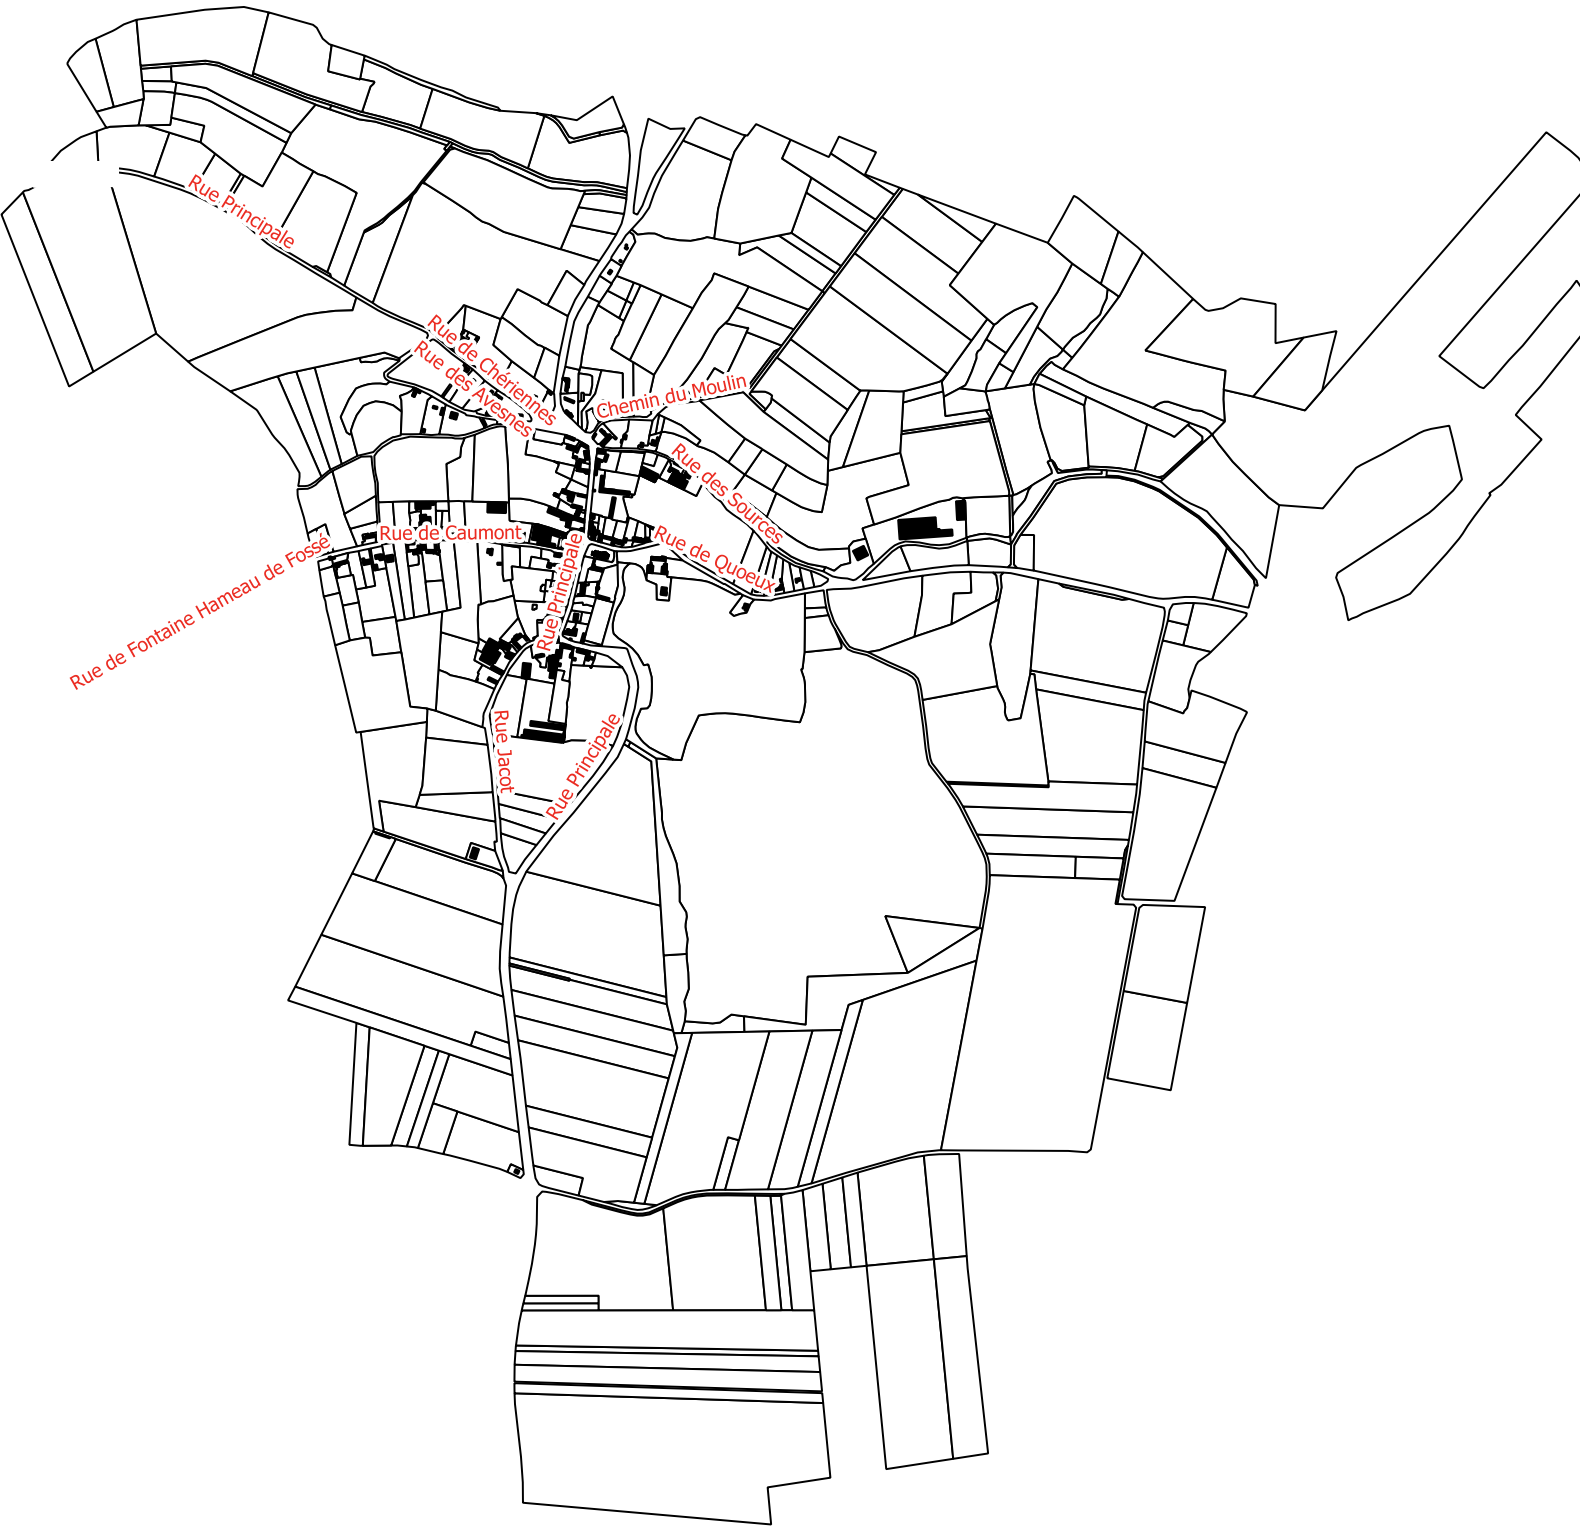 Rue Principale
Rue de Chériennes
Rue des Avesnes
Chemin du Moulin
Rue des Sources
Rue de Caumont
Rue de Fontaine Hameau de Fossé
Rue de Quoeux
Rue Principale
Rue Jacot
Rue Principale